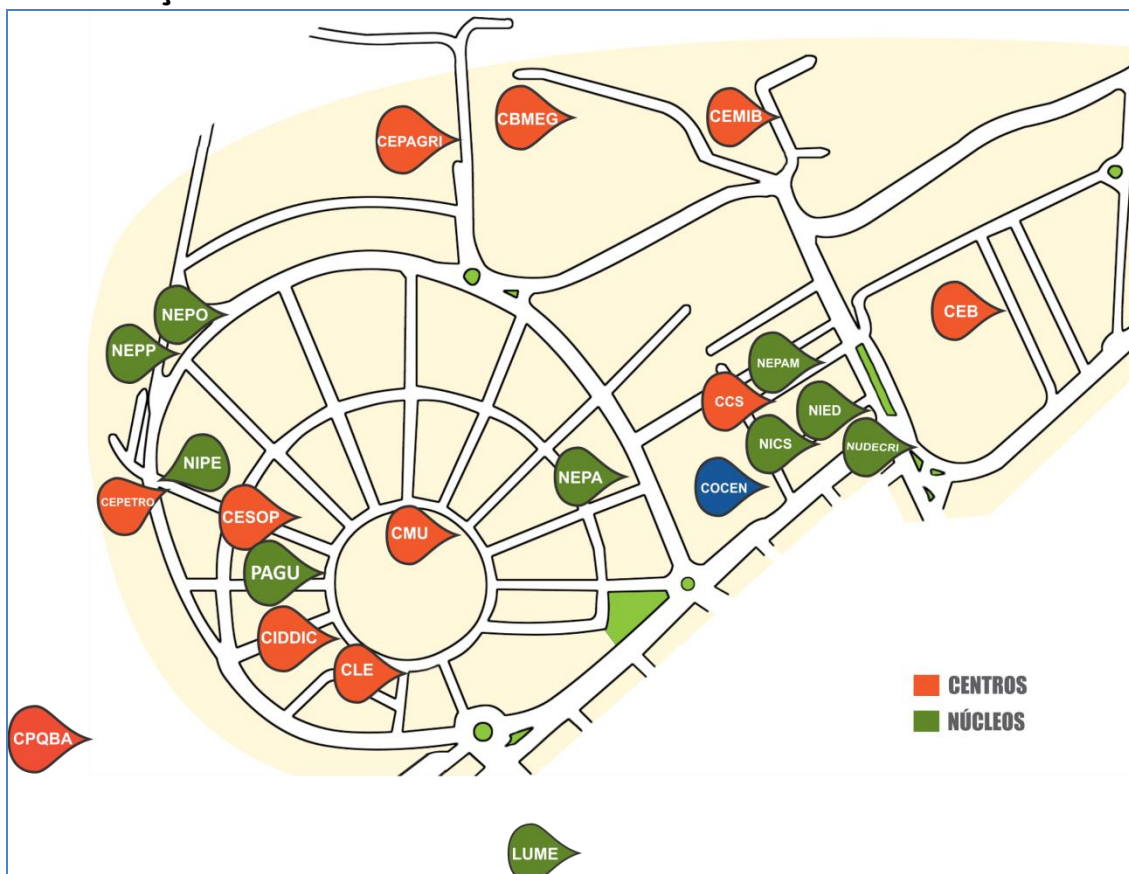 CEPAGRI
CBMEG
CEMIB
NEPO
NEPP
CEB
NEPAM
CCS
NIED
NICS
NUDECRI
NIPE
NEPA
COCEN
CEPETRO
CESOP
CMU
PAGU
CIDDIC
CLE
CENTROS
NÚCLEOS
CPQBA
LUME